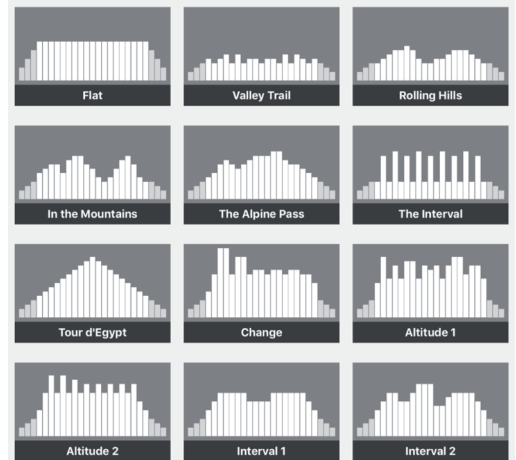 Flat
Valley Trail
Rolling Hills
In the Mountains
The Alpine Pass
The Interval
Tour d'Egypt
Change
Altitude 1
Altitude 2
Interval 1
Interval 2